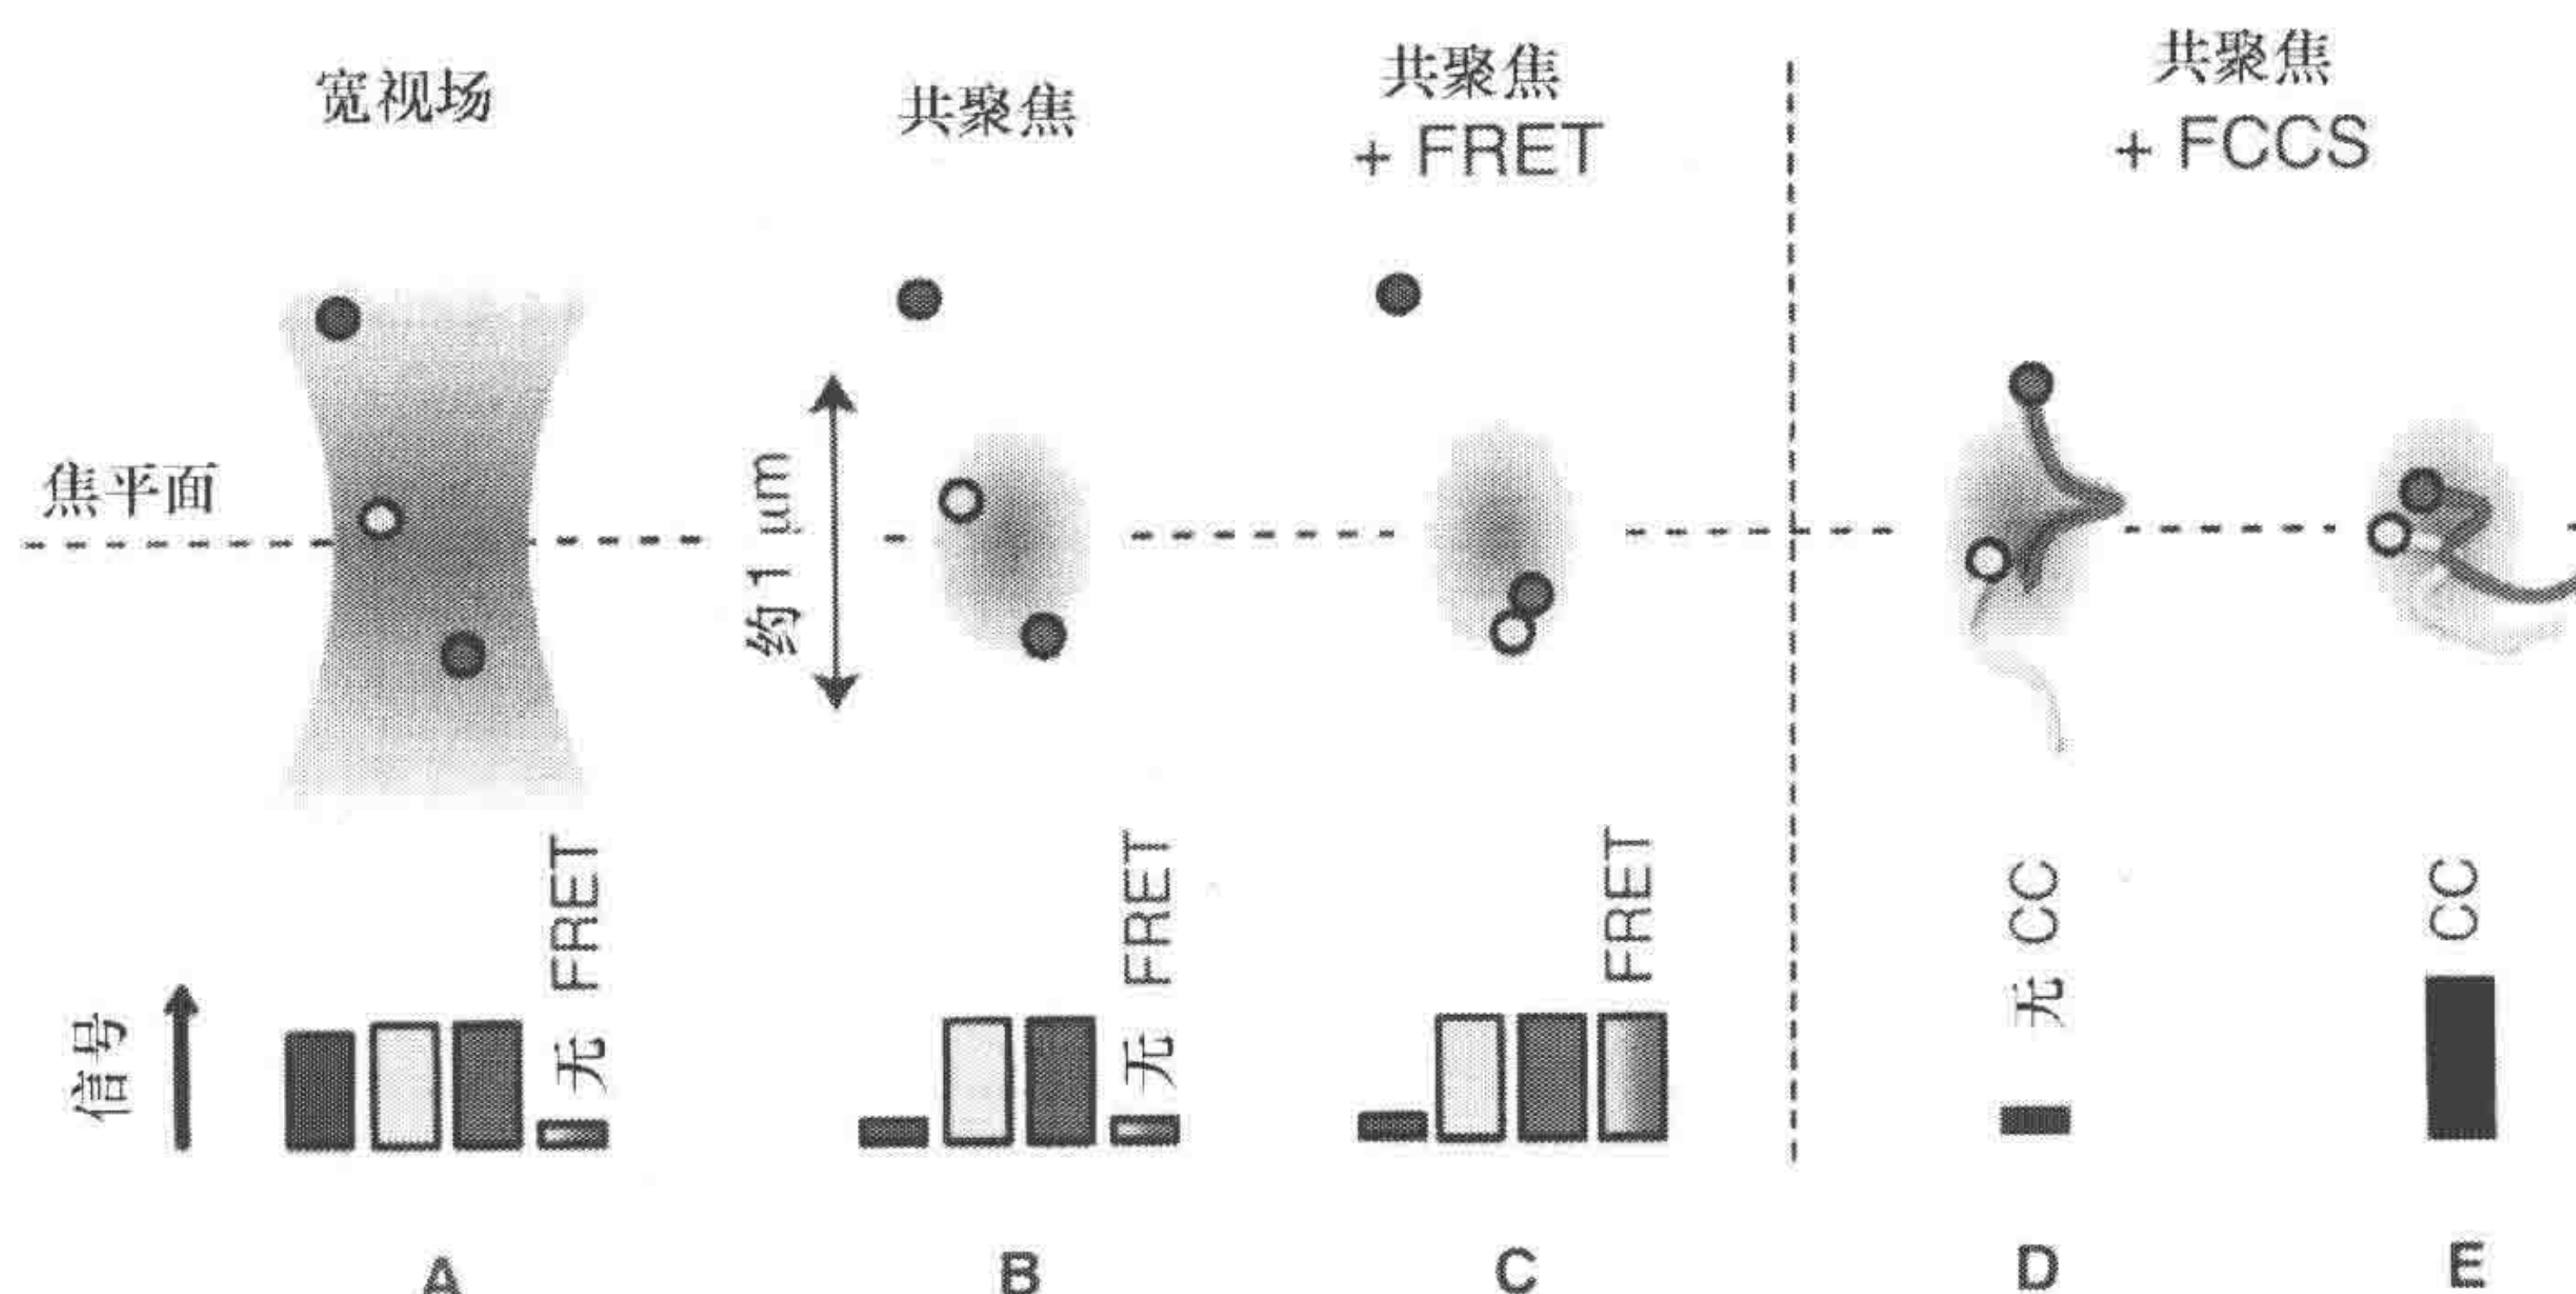 宽视场
共聚焦
共聚焦
+ FRET
共聚焦
+ FCCS
焦平面
约 1 μm
信号
无 FRET
无 FRET
FRET
无 CC
CC
A
B
C
D
E